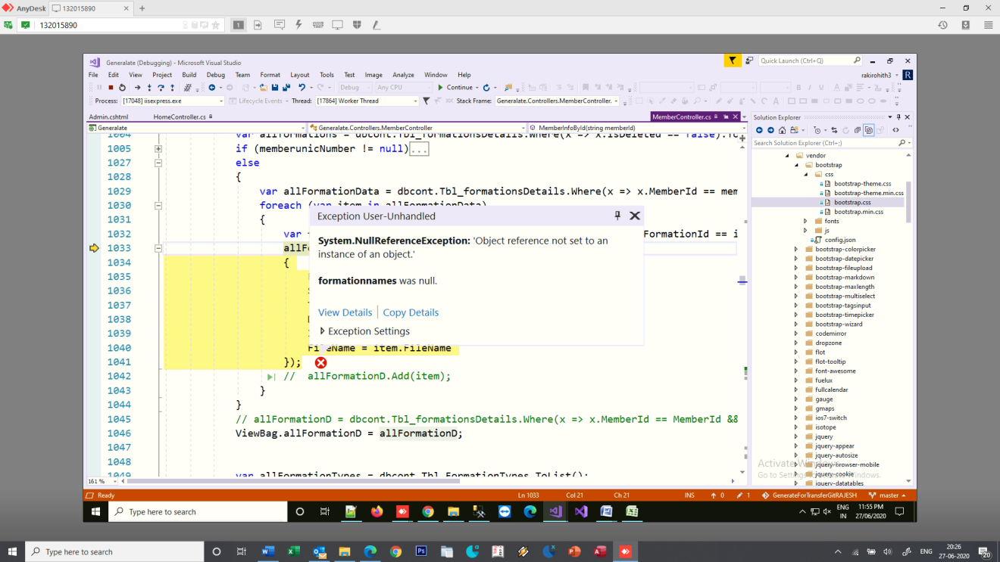 AnyDesk
132015890
132015890
1
Generalate (Debugging) - Microsoft Visual Studio
Quick Launch (Ctrl+Q)
File Edit View Project Build Debug Team Format Layout Tools Test Image Analyze Window Help
rakirohith3
R
Debug Any CPU Continue
Process: [17048] iisexpress.exe Lifecycle Events Thread: [17864] Worker Thread Stack Frame: Generalate.Controllers.MemberController.
Admin.cshtml HomeController.cs MemberController.cs
Generalate Generalate.Controllers.MemberController MemberInfoById(string memberId)
1004 var allFormations = dbcont.Tbl_formationsDetails.Where(x => x.IsDeleted == false).To
1005 if (memberunicNumber != null)...
1027 else
1028 {
1029 var allFormationData = dbcont.Tbl_formationsDetails.Where(x => x.MemberId == mem
1030 foreach (var item in allFormationData)
1031 {
1032 var FormationId == i
1033 allFo
1034 {
1035
1036
1037
1038
1039
1040 FileName = item.FileName
1041 });
1042 // allFormationD.Add(item);
1043 }
1044 }
1045 // allFormationD = dbcont.Tbl_formationsDetails.Where(x => x.MemberId == MemberId &&
1046 ViewBag.allFormationD = allFormationD;
1047
1048
1049 var allFormationTypes = dbcont.Tbl_FormationTypes.ToList();
Exception User-Unhandled
System.NullReferenceException: 'Object reference not set to an
instance of an object.'
formationnames was null.
View Details Copy Details
Exception Settings
161 %
Solution Explorer
Search Solution Explorer (Ctrl+;)
vendor
bootstrap
css
bootstrap-theme.css
bootstrap-theme.min.css
bootstrap.css
bootstrap.min.css
fonts
js
config.json
bootstrap-colorpicker
bootstrap-datepicker
bootstrap-fileupload
bootstrap-markdown
bootstrap-maxlength
bootstrap-multiselect
bootstrap-tagsinput
bootstrap-timepicker
bootstrap-wizard
codemirror
dropzone
flot
flot-tooltip
font-awesome
fuelux
fullcalendar
gauge
gmaps
ios7-switch
isotope
jquery
jquery-appear
jquery-autosize
jquery-browser-mobile
jquery-cookie
jquery-datatables
Activate Windows
Go to Settings to activate Windows.
Ready Ln 1033 Col 21 Ch 21 INS 0 1 GenerateForTransferGitRAJESH master
Type here to search
ENG
IN
11:55 PM
27/06/2020
Type here to search
ENG
20:26
27-06-2020
20